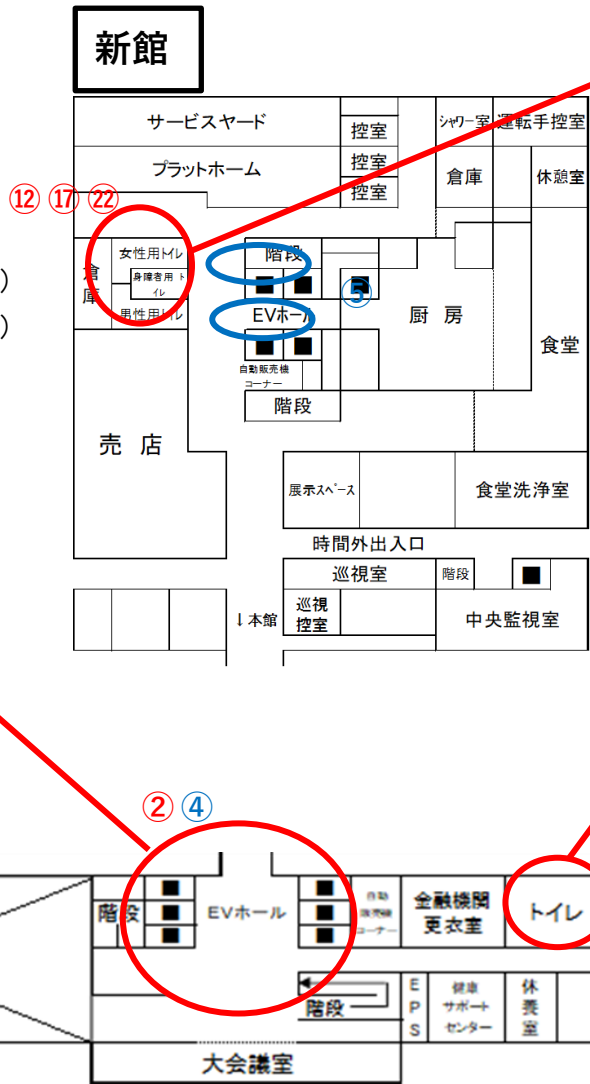 新館
サービスヤード
控室
シャワー室
運転手控室
プラットホーム
控室
倉庫
休憩室
控室
⑫ ⑰ ㉒
女性用トイレ
階段
）
倉庫
身障者用トイレ
■ ■ ■
⑤
）
男性用トイレ
EVホール
厨房
■ ■
食堂
自動販売機
コーナー
階段
売店
展示スペース
食堂洗浄室
時間外出入口
巡視室
階段
■
↓本館
巡視
控室
中央監視室
② ④
階段
■
■
■
EVホール
■
■
■
自動
販売機
コーナー
金融機関
更衣室
トイレ
階段
EPS
健康
サポート
センター
休養室
大会議室